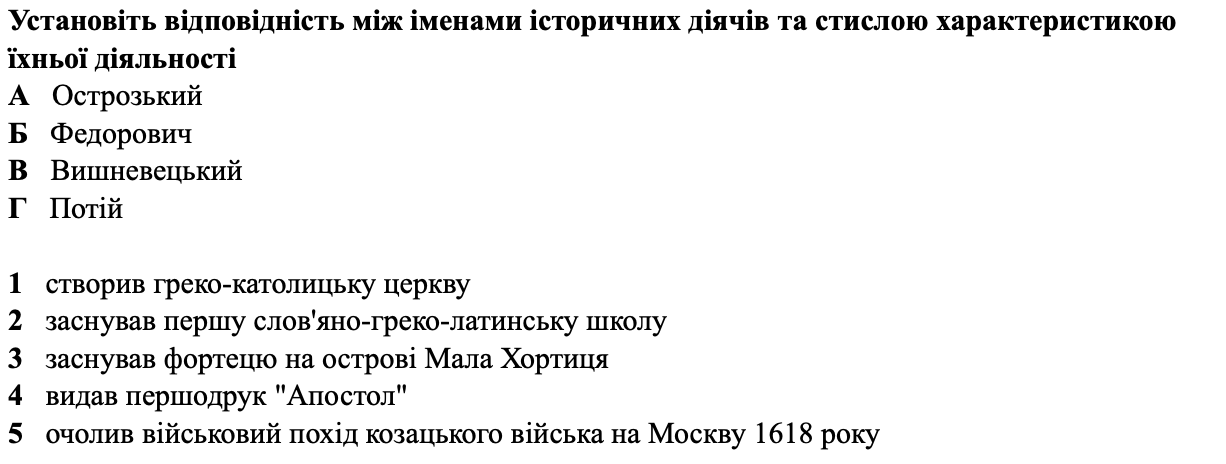 Установіть відповідність між іменами історичних діячів та стислою характеристикою
їхньої діяльності
А Острозький
Б Федорович
В Вишневецький
Г Потій
1 створив греко-католицьку церкву
2 заснував першу слов'яно-греко-латинську школу
3 заснував фортецю на острові Мала Хортиця
4 видав першодрук "Апостол"
5 очолив військовий похід козацького війська на Москву 1618 року